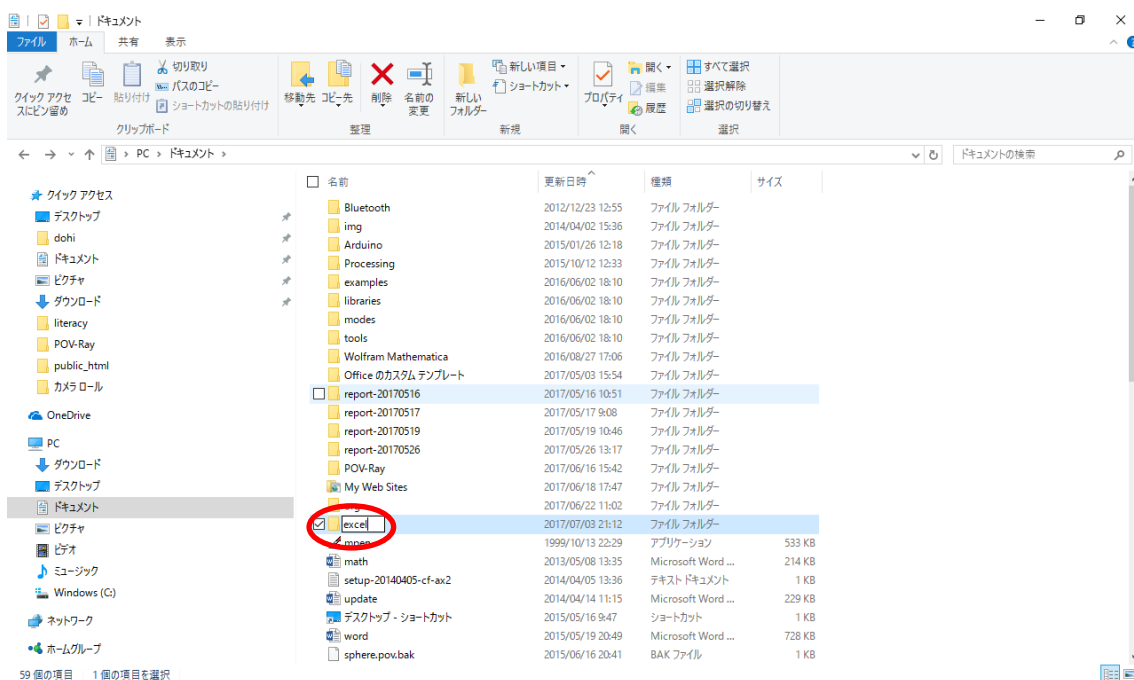 ドキュメント
ファイル ホーム 共有 表示
クイック アクセスにピン留め コピー 貼り付け 切り取り パスのコピー ショートカットの貼り付け
クリップボード
移動先 コピー先 削除 名前の変更
整理
新しいフォルダー 新しい項目 ショートカット
新規
プロパティ 開く 編集 履歴
開く
すべて選択 選択解除 選択の切り替え
選択
PC › ドキュメント ›
ドキュメントの検索
クイック アクセス
デスクトップ
dohi
ドキュメント
ピクチャ
ダウンロード
literacy
POV-Ray
public_html
カメラ ロール
OneDrive
PC
ダウンロード
デスクトップ
ドキュメント
ピクチャ
ビデオ
ミュージック
Windows (C:)
ネットワーク
ホームグループ
名前 更新日時 種類 サイズ
Bluetooth 2012/12/23 12:55 ファイル フォルダー
img 2014/04/02 15:36 ファイル フォルダー
Arduino 2015/01/26 12:18 ファイル フォルダー
Processing 2015/10/12 12:33 ファイル フォルダー
examples 2016/06/02 18:10 ファイル フォルダー
libraries 2016/06/02 18:10 ファイル フォルダー
modes 2016/06/02 18:10 ファイル フォルダー
tools 2016/06/02 18:10 ファイル フォルダー
Wolfram Mathematica 2016/08/27 17:06 ファイル フォルダー
Office のカスタム テンプレート 2017/05/03 15:54 ファイル フォルダー
report-20170516 2017/05/16 10:51 ファイル フォルダー
report-20170517 2017/05/17 9:08 ファイル フォルダー
report-20170519 2017/05/19 10:46 ファイル フォルダー
report-20170526 2017/05/26 13:17 ファイル フォルダー
POV-Ray 2017/06/16 15:42 ファイル フォルダー
My Web Sites 2017/06/18 17:47 ファイル フォルダー
2017/06/22 11:02 ファイル フォルダー
excel 2017/07/03 21:12 ファイル フォルダー
mpen 1999/10/13 22:29 アプリケーション 533 KB
math 2013/05/08 13:35 Microsoft Word ... 214 KB
setup-20140405-cf-ax2 2014/04/05 13:36 テキスト ドキュメント 1 KB
update 2014/04/14 11:15 Microsoft Word ... 229 KB
デスクトップ - ショートカット 2015/05/16 9:47 ショートカット 1 KB
word 2015/05/19 20:49 Microsoft Word ... 728 KB
sphere.pov.bak 2015/06/16 20:41 BAK ファイル 1 KB
59 個の項目 1 個の項目を選択